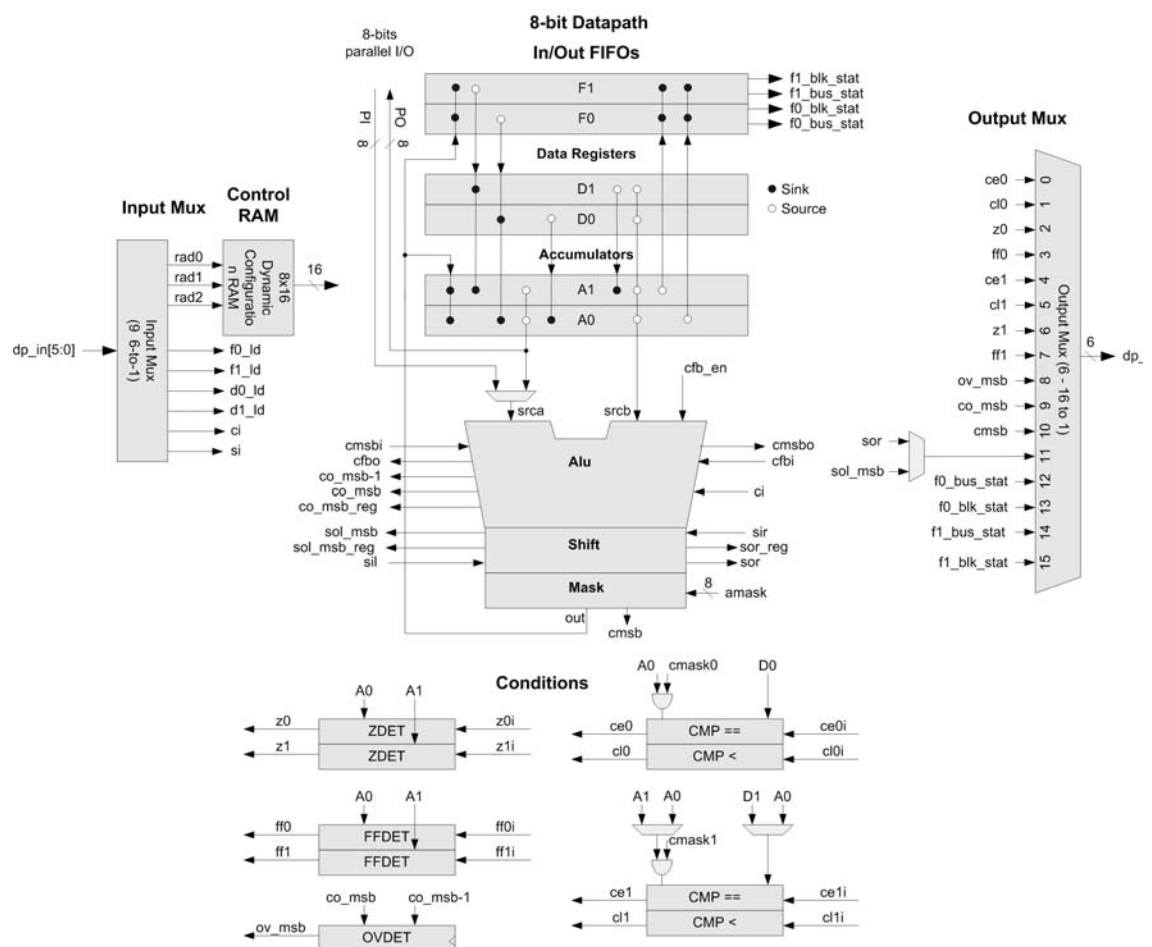 8-bit Datapath
8-bits
parallel I/O
In/Out FIFOs
PI
8
PO
8
F1
F0
f1_blk_stat
f1_bus_stat
f0_blk_stat
f0_bus_stat
Data Registers
D1
D0
Sink
Source
Accumulators
A1
A0
Input Mux
Control
RAM
dp_in[5:0]
Input Mux
(9 6-to-1)
rad0
rad1
rad2
8x16
Dynamic
Configuratio
n RAM
16
f0_ld
f1_ld
d0_ld
d1_ld
ci
si
cfb_en
srca
srcb
cmsbi
cfbo
co_msb-1
co_msb
co_msb_reg
Alu
cmsbo
cfbi
ci
sol_msb
sol_msb_reg
sil
Shift
sir
sor_reg
sor
Mask
8
amask
out
cmsb
Output Mux
ce0
0
cl0
1
z0
2
ff0
3
ce1
4
cl1
5
z1
6
ff1
7
ov_msb
8
co_msb
9
cmsb
10
sor
sol_msb
11
f0_bus_stat
12
f0_blk_stat
13
f1_bus_stat
14
f1_blk_stat
15
Output Mux (6 - 16 to 1)
6
dp_
Conditions
A0
A1
z0
ZDET
z0i
z1
ZDET
z1i
A0
A1
ff0
FFDET
ff0i
ff1
FFDET
ff1i
co_msb
co_msb-1
ov_msb
OVDET
A0
cmask0
D0
ce0
CMP ==
ce0i
cl0
CMP <
cl0i
A1
A0
D1
A0
cmask1
ce1
CMP ==
ce1i
cl1
CMP <
cl1i